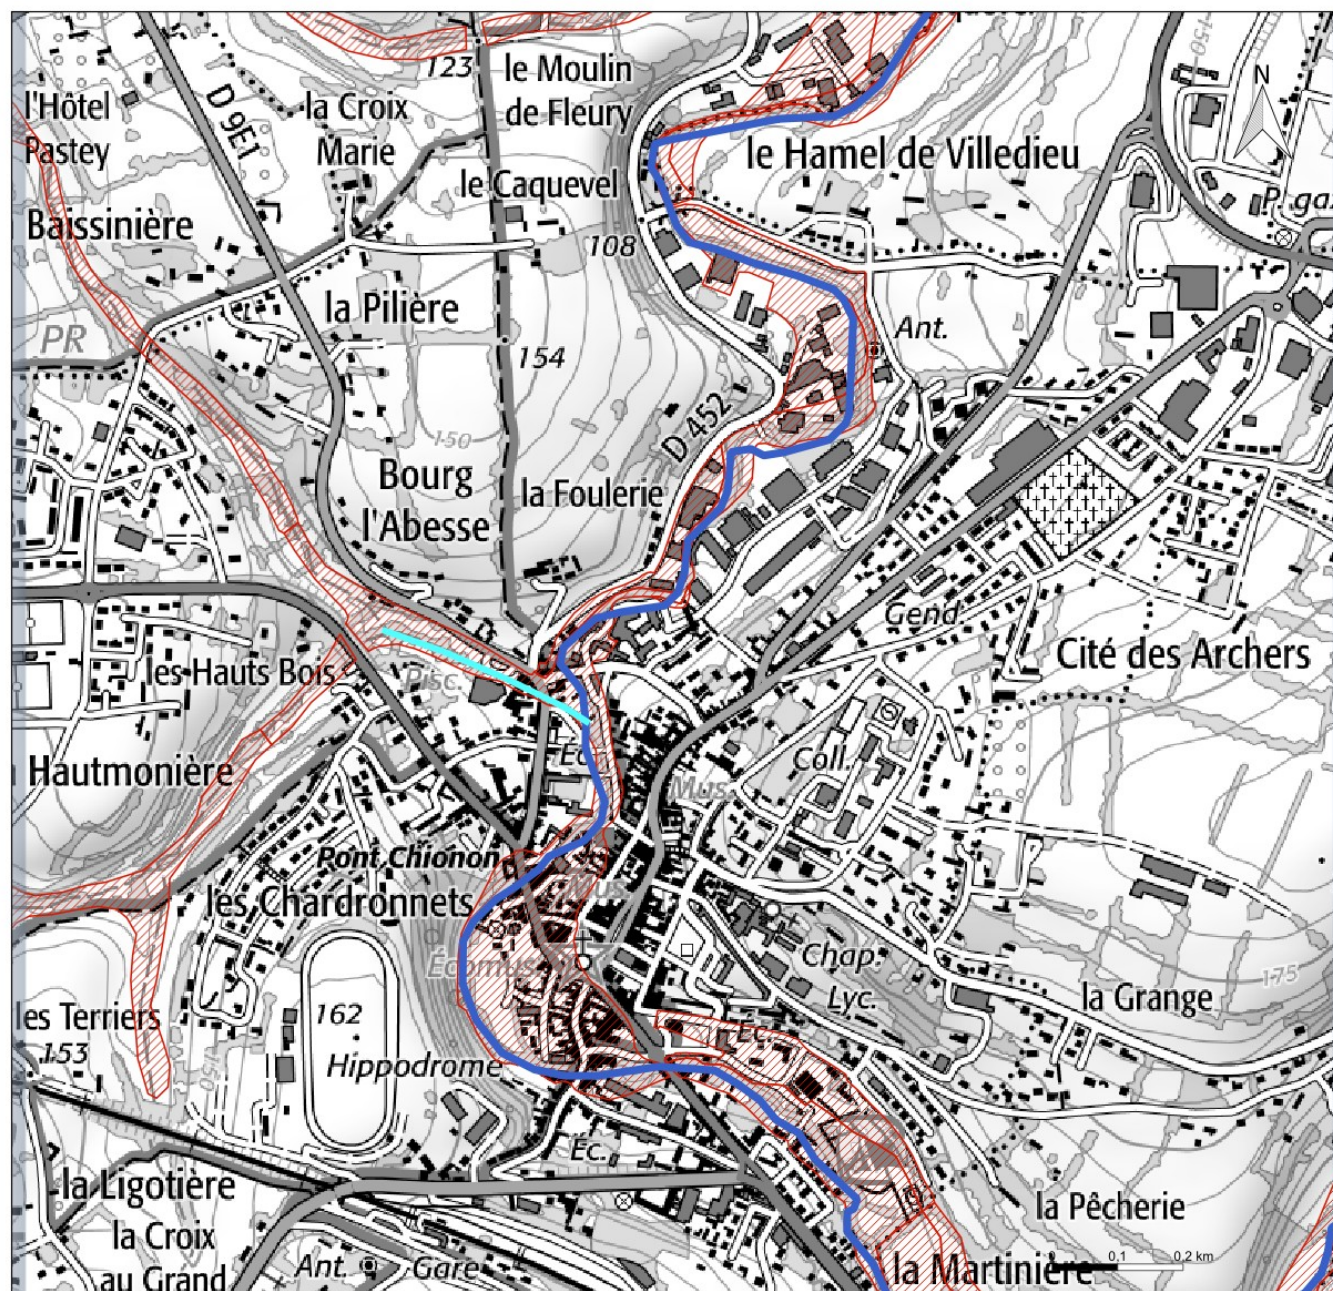 123
le Moulin
de Fleury
l'Hôtel
Pastey
D 9E1
la Croix
Marie
150
N
le Hamel de Villedieu
le Caquevel
P. ga
Baissinière
108
la Pilière
PR
154
Ant.
D 452
150
Bourg
l'Abesse
la Foulerie
Gend
Cité des Archers
les Hauts Bois
Pisc.
Hautmonière
Éc.
Coll.
Mus.
Pont Chionon
les Chardronnets
Mus.
Écomus.
Chap.
Lyc.
175
la Grange
les Terriers
153
162
Éc.
Hippodrome
150
Éc.
la Ligotière
la Croix
au Grand
la Pêcherie
Ant.
Gare
la Martinière
0.1
0.2 km